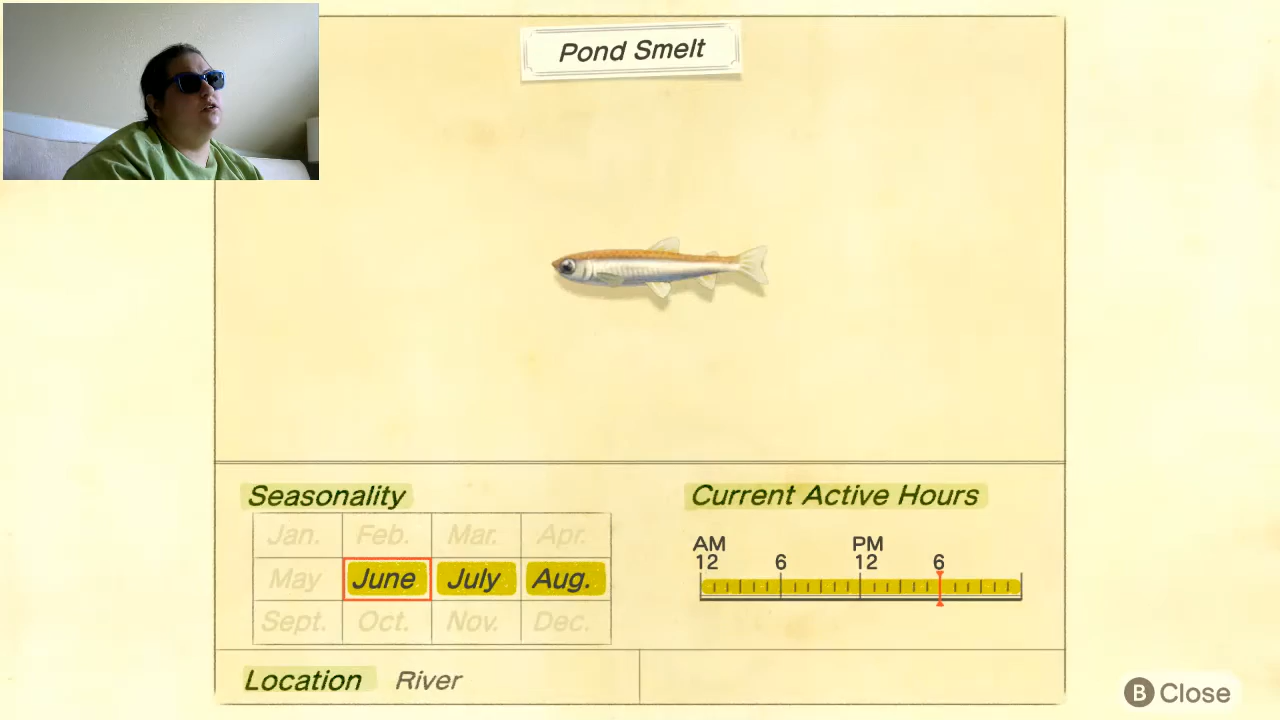 Pond Smelt
Seasonality
Jan. Feb. Mar. Apr.
May June July Aug.
Sept. Oct. Nov. Dec.
Current Active Hours
AM PM
12 6 12 6
Location River
B Close